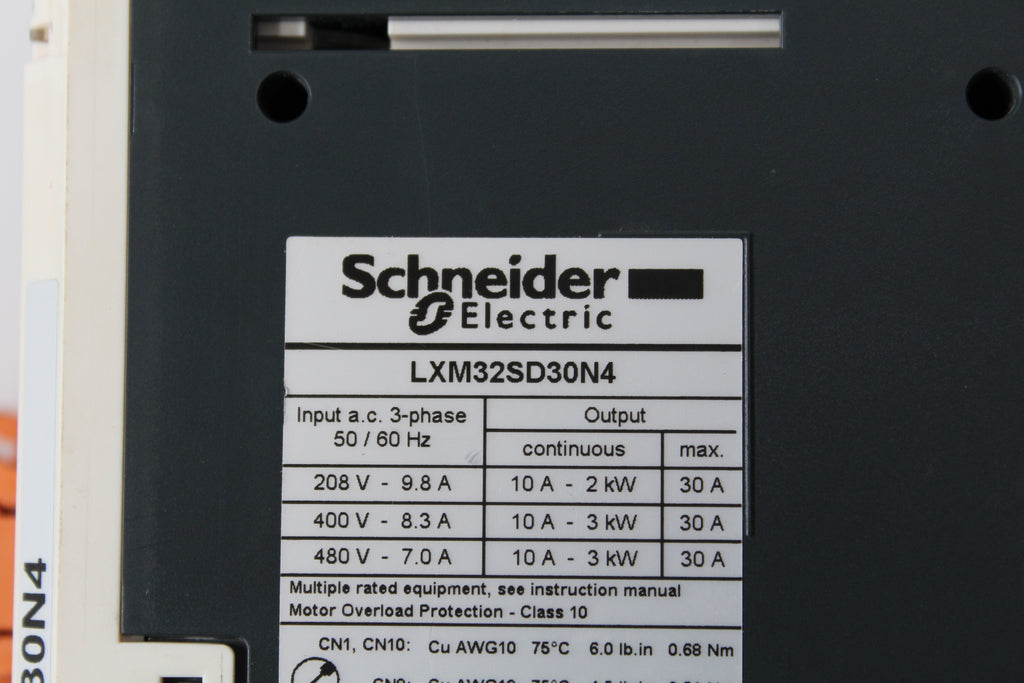 Schneider
Electric
LXM32SD30N4
Input a.c. 3-phase
50 / 60 Hz
Output
continuous
max.
208 V - 9.8 A
10 A - 2 kW
30 A
400 V - 8.3 A
10 A - 3 kW
30 A
480 V - 7.0 A
10 A - 3 kW
30 A
Multiple rated equipment, see instruction manual
Motor Overload Protection - Class 10
CN1, CN10: Cu AWG10 75°C 6.0 lb.in 0.68 Nm
30N4